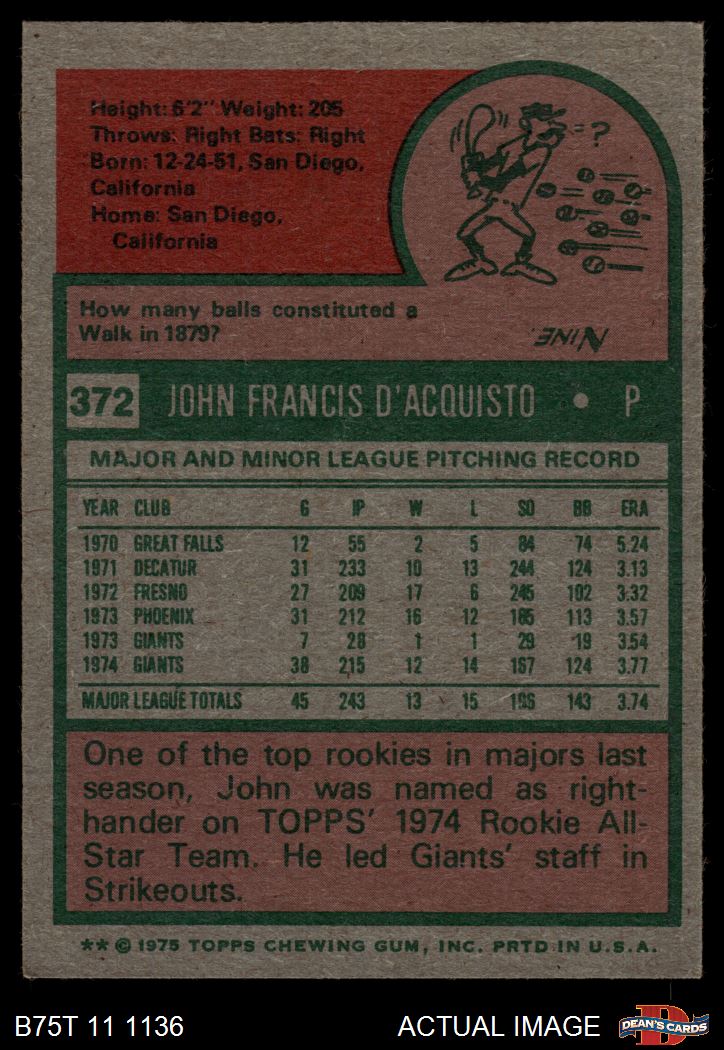 Height: 6'2" Weight: 205
Throws: Right Bats: Right
Born: 12-24-51, San Diego,
California
Home: San Diego,
California
= ?
How many balls constituted a
Walk in 1879?
NINE.
372 JOHN FRANCIS D'ACQUISTO • P
MAJOR AND MINOR LEAGUE PITCHING RECORD
YEAR CLUB G IP W L SO BB ERA
1970 GREAT FALLS 12 55 2 5 84 74 5.24
1971 DECATUR 31 233 10 13 244 124 3.13
1972 FRESNO 27 209 17 6 245 102 3.32
1973 PHOENIX 31 212 16 12 185 113 3.57
1973 GIANTS 7 28 1 1 29 19 3.54
1974 GIANTS 38 215 12 14 167 124 3.77
MAJOR LEAGUE TOTALS 45 243 13 15 196 143 3.74
One of the top rookies in majors last
season, John was named as right-
hander on TOPPS' 1974 Rookie All-
Star Team. He led Giants' staff in
Strikeouts.
** © 1975 TOPPS CHEWING GUM, INC. PRTD IN U.S.A.
B75T 11 1136 ACTUAL IMAGE D DEAN'S CARDS